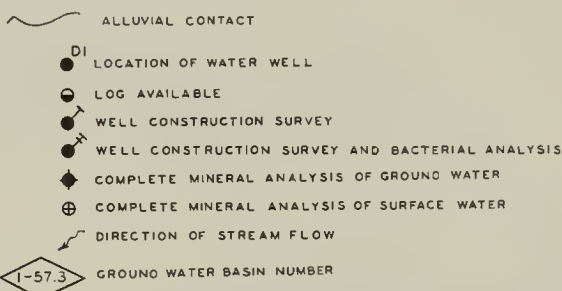 ALLUVIAL CONTACT
D1
LOCATION OF WATER WELL
LOG AVAILABLE
WELL CONSTRUCTION SURVEY
WELL CONSTRUCTION SURVEY AND BACTERIAL ANALYSIS
COMPLETE MINERAL ANALYSIS OF GROUND WATER
COMPLETE MINERAL ANALYSIS OF SURFACE WATER
DIRECTION OF STREAM FLOW
1-57.3 GROUND WATER BASIN NUMBER